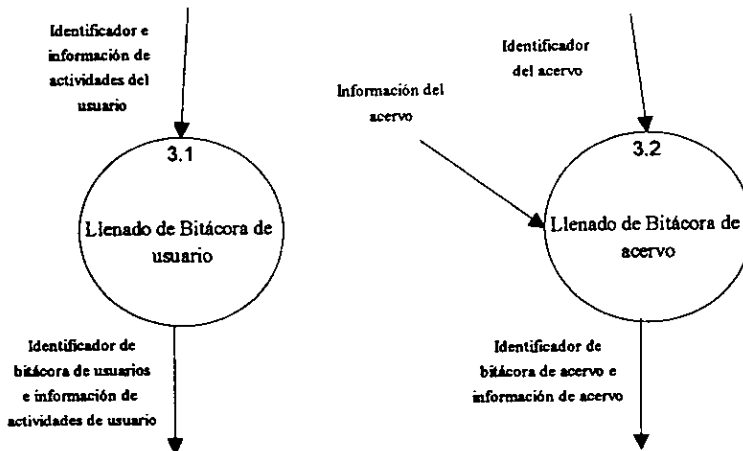 Identificador e
información de
actividades del
usuario
3.1
Llenado de Bitácora de
usuario
Identificador de
bitácora de usuarios
e información de
actividades de usuario
Identificador
del acervo
Información del
acervo
3.2
Llenado de Bitácora de
acervo
Identificador de
bitácora de acervo e
información de acervo